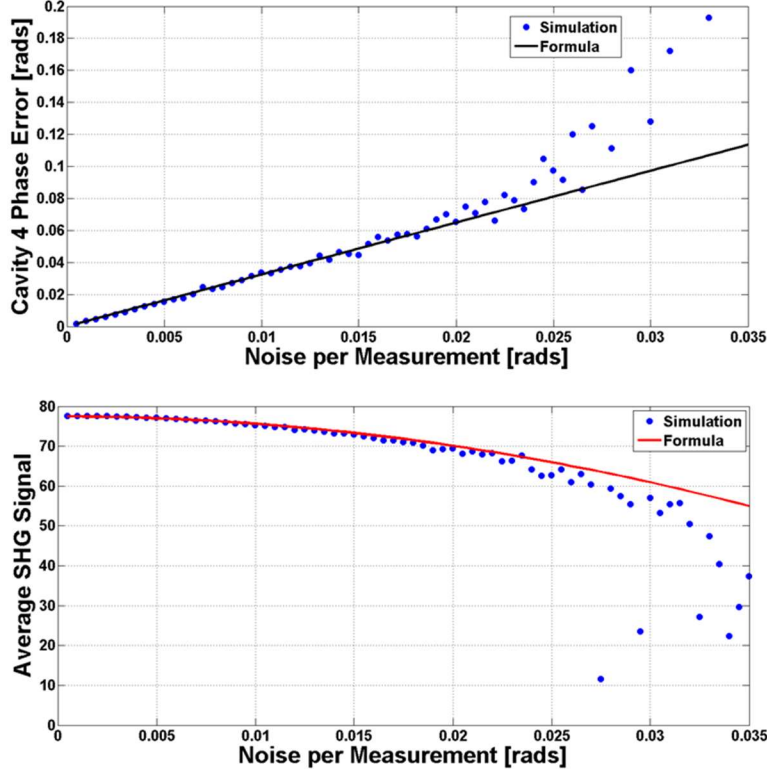 Cavity 4 Phase Error [rads]
0.2
0.18
0.16
0.14
0.12
0.1
0.08
0.06
0.04
0.02
0
Simulation
Formula
0 0.005 0.01 0.015 0.02 0.025 0.03 0.035
Noise per Measurement [rads]
Average SHG Signal
80
70
60
50
40
30
20
10
0
Simulation
Formula
0 0.005 0.01 0.015 0.02 0.025 0.03 0.035
Noise per Measurement [rads]